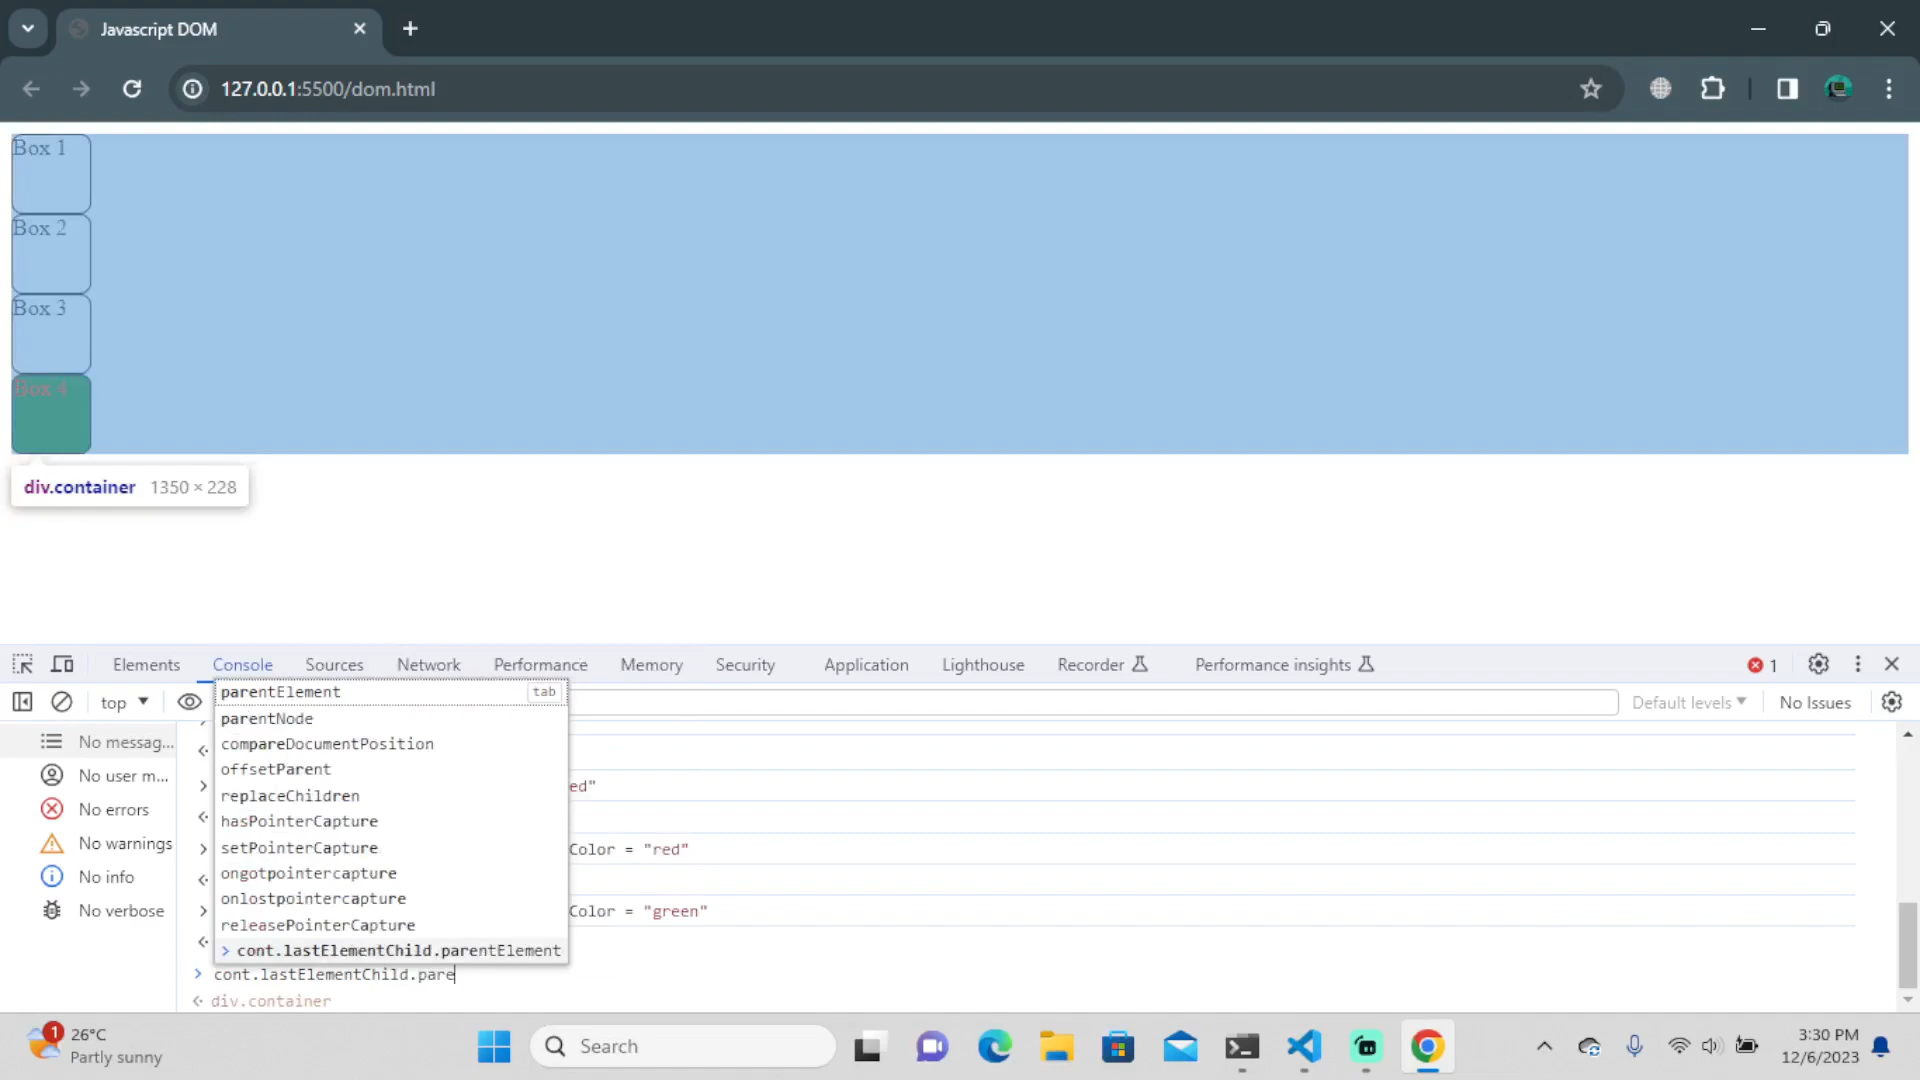 Javascript DOM
127.0.0.1:5500/dom.html
Box 1
Box 2
Box 3
Box 4
div.container 1350 × 228
Elements Console Sources Network Performance Memory Security Application Lighthouse Recorder Performance insights 1
top Default levels No Issues
parentElement tab
parentNode
compareDocumentPosition
offsetParent
replaceChildren
hasPointerCapture
setPointerCapture
ongotpointercapture
onlostpointercapture
releasePointerCapture
> cont.lastElementChild.parentElement
No messag...
No user m...
No errors
No warnings
No info
No verbose
ed"
Color = "red"
Color = "green"
> cont.lastElementChild.pare
div.container
1
26°C
Partly sunny
Search
3:30 PM
12/6/2023